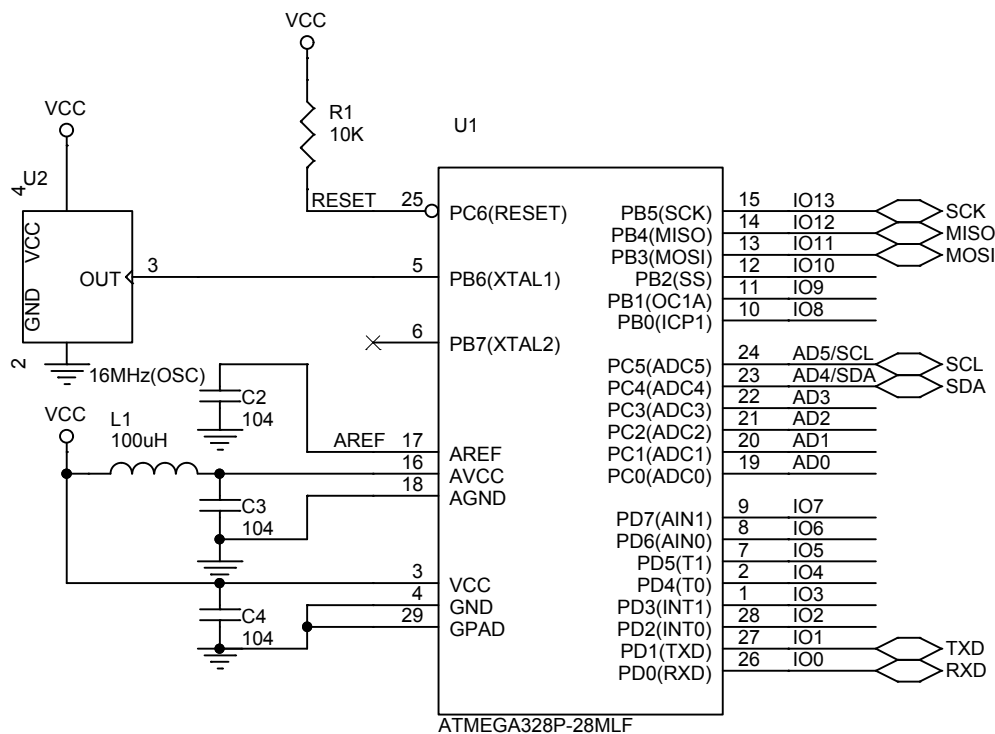 VCC
VCC
R1
10K
U1
4
U2
VCC
GND
OUT
3
2
16MHz(OSC)
RESET
25
PC6(RESET)
5
PB6(XTAL1)
6
PB7(XTAL2)
C2
104
VCC
L1
100uH
AREF
17
AREF
16
AVCC
18
AGND
C3
104
3
VCC
4
GND
29
GPAD
C4
104
PB5(SCK) 15 IO13 SCK
PB4(MISO) 14 IO12 MISO
PB3(MOSI) 13 IO11 MOSI
PB2(SS) 12 IO10
PB1(OC1A) 11 IO9
PB0(ICP1) 10 IO8
PC5(ADC5) 24 AD5/SCL SCL
PC4(ADC4) 23 AD4/SDA SDA
PC3(ADC3) 22 AD3
PC2(ADC2) 21 AD2
PC1(ADC1) 20 AD1
PC0(ADC0) 19 AD0
PD7(AIN1) 9 IO7
PD6(AIN0) 8 IO6
PD5(T1) 7 IO5
PD4(T0) 2 IO4
PD3(INT1) 1 IO3
PD2(INT0) 28 IO2
PD1(TXD) 27 IO1 TXD
PD0(RXD) 26 IO0 RXD
ATMEGA328P-28MLF